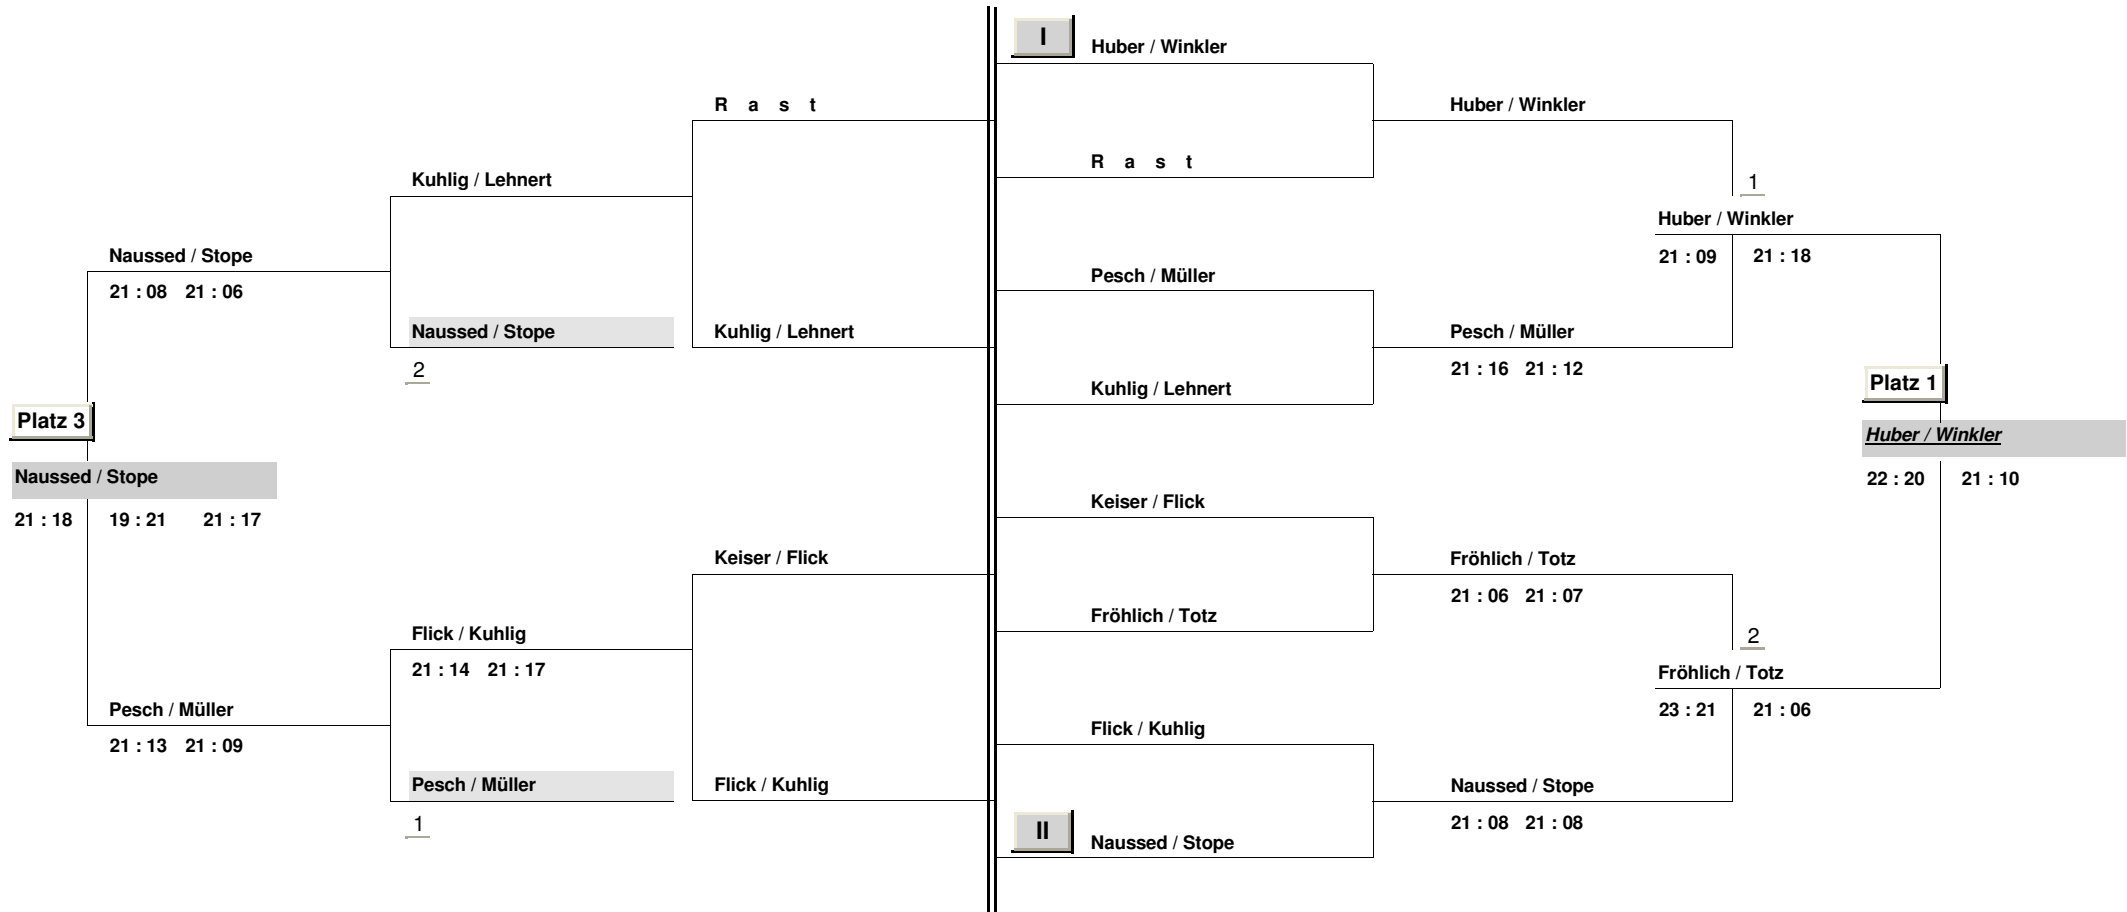 I
Huber / Winkler
R a s t
Huber / Winkler
R a s t
Kuhlig / Lehnert
1
Huber / Winkler
Naussed / Stope
21 : 09 21 : 18
Pesch / Müller
21 : 08 21 : 06
Naussed / Stope
Kuhlig / Lehnert
Pesch / Müller
2
21 : 16 21 : 12
Platz 1
Kuhlig / Lehnert
Platz 3
Huber / Winkler
Naussed / Stope
22 : 20 21 : 10
Keiser / Flick
21 : 18 19 : 21 21 : 17
Keiser / Flick
Fröhlich / Totz
21 : 06 21 : 07
Fröhlich / Totz
Flick / Kuhlig
2
21 : 14 21 : 17
Fröhlich / Totz
Pesch / Müller
23 : 21 21 : 06
Flick / Kuhlig
21 : 13 21 : 09
Pesch / Müller
Flick / Kuhlig
Naussed / Stope
1
21 : 08 21 : 08
II
Naussed / Stope